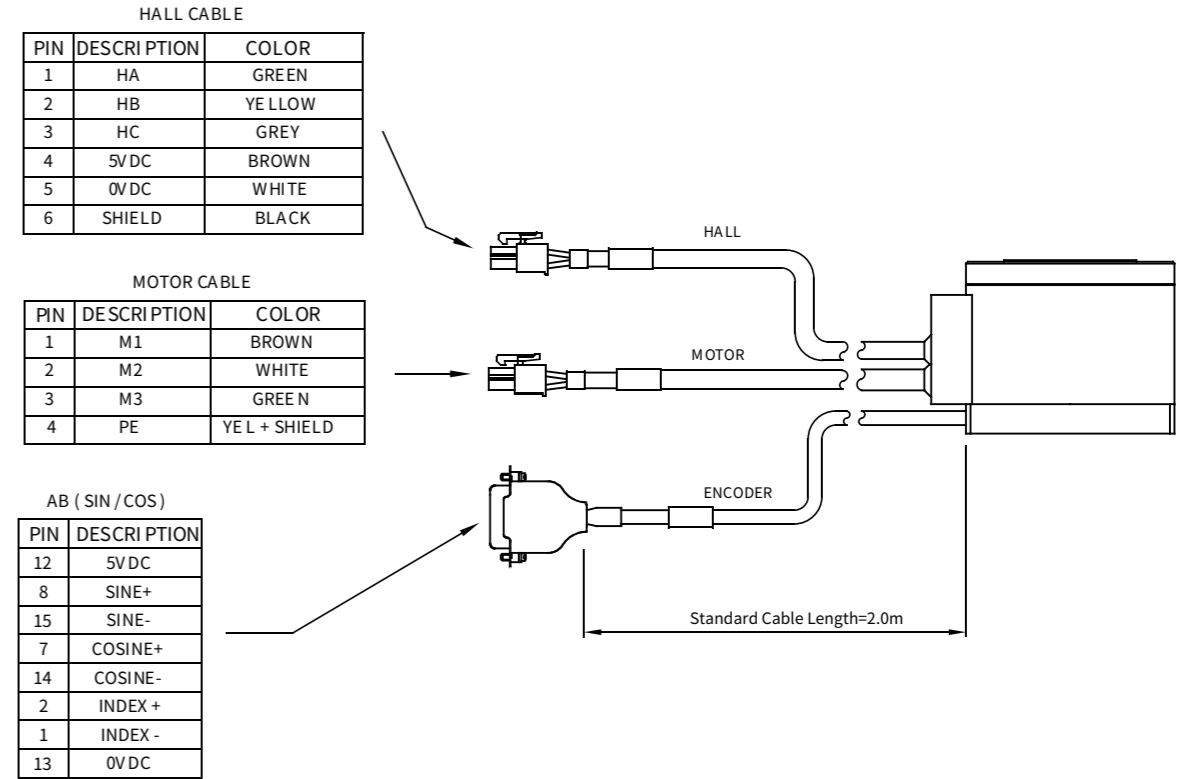 HALL CABLE
PIN DESCRIPTION COLOR
1 HA GREEN
2 HB YELLOW
3 HC GREY
4 5VDC BROWN
5 0VDC WHITE
6 SHIELD BLACK
HALL
MOTOR CABLE
PIN DESCRIPTION COLOR
1 M1 BROWN
2 M2 WHITE
3 M3 GREEN
4 PE YEL + SHIELD
MOTOR
AB ( SIN / COS )
PIN DESCRIPTION
12 5VDC
8 SINE+
15 SINE-
7 COSINE+
14 COSINE-
2 INDEX +
1 INDEX -
13 0VDC
ENCODER
Standard Cable Length=2.0m